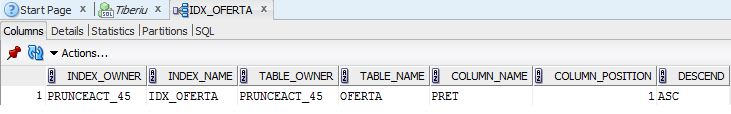 Start Page Tiberiu IDX_OFERTA
Columns Details Statistics Partitions SQL
Actions...
INDEX_OWNER INDEX_NAME TABLE_OWNER TABLE_NAME COLUMN_NAME COLUMN_POSITION DESCEND
1 PRUNCEACT_45 IDX_OFERTA PRUNCEACT_45 OFERTA PRET 1 ASC